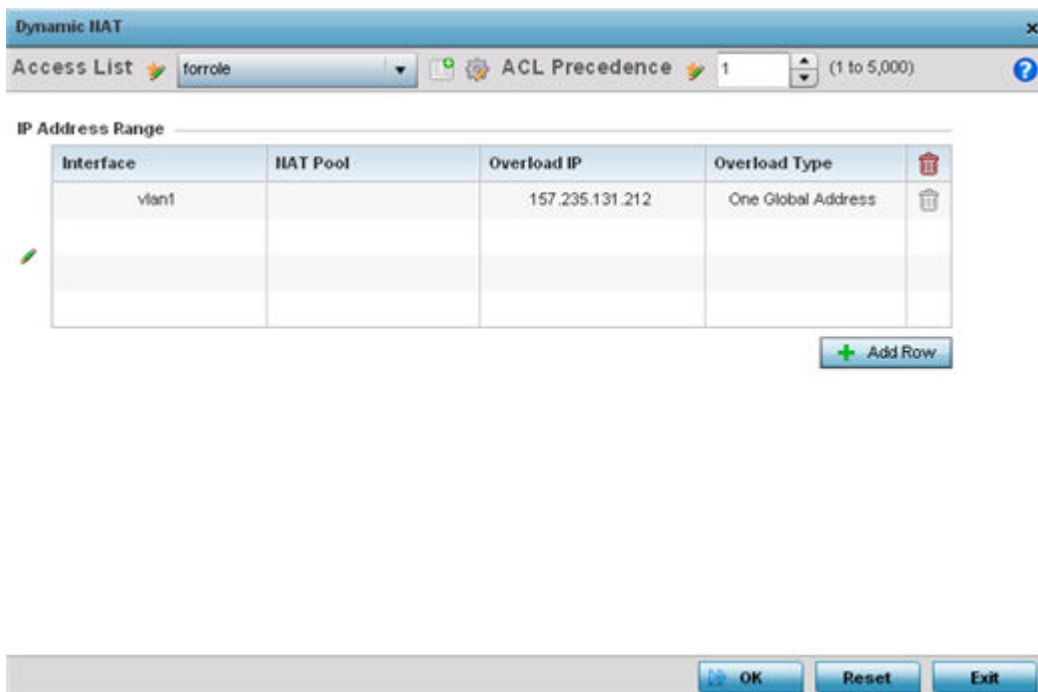 Dynamic NAT
Access List forrole ACL Precedence 1 (1 to 5,000)
IP Address Range
Interface NAT Pool Overload IP Overload Type
vlan1 157.235.131.212 One Global Address
Add Row
OK Reset Exit